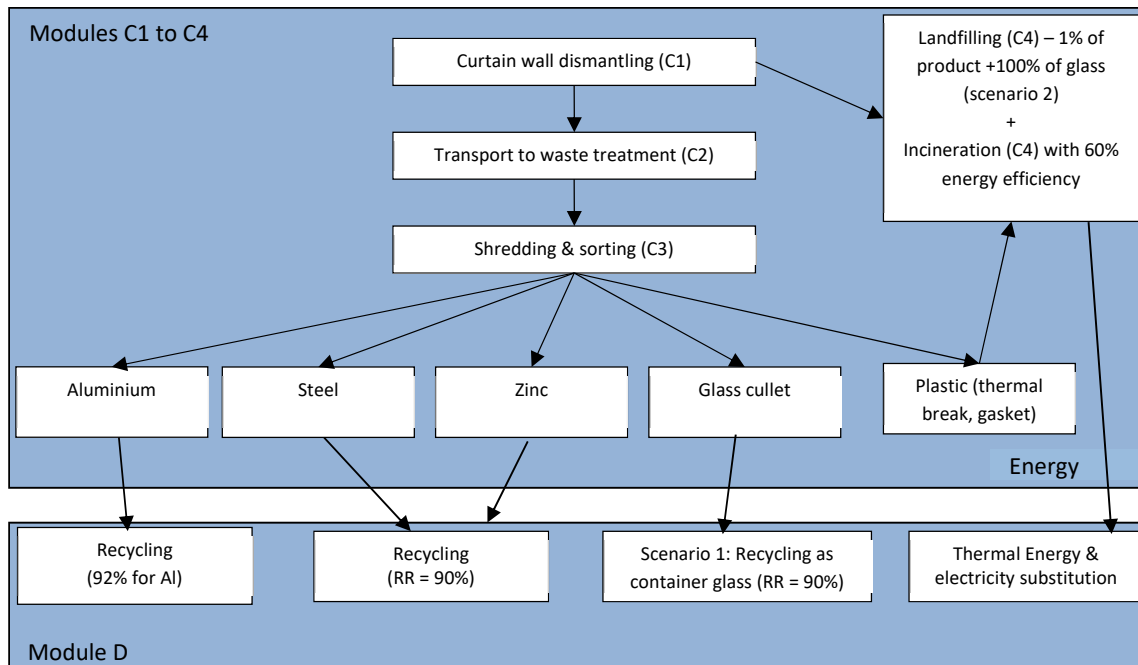 Modules C1 to C4
Curtain wall dismantling (C1)
Landfilling (C4) – 1% of
product +100% of glass
(scenario 2)
+
Incineration (C4) with 60%
energy efficiency
Transport to waste treatment (C2)
Shredding & sorting (C3)
Aluminium
Steel
Zinc
Glass cullet
Plastic (thermal
break, gasket)
Energy
Recycling
(92% for Al)
Recycling
(RR = 90%)
Scenario 1: Recycling as
container glass (RR = 90%)
Thermal Energy &
electricity substitution
Module D